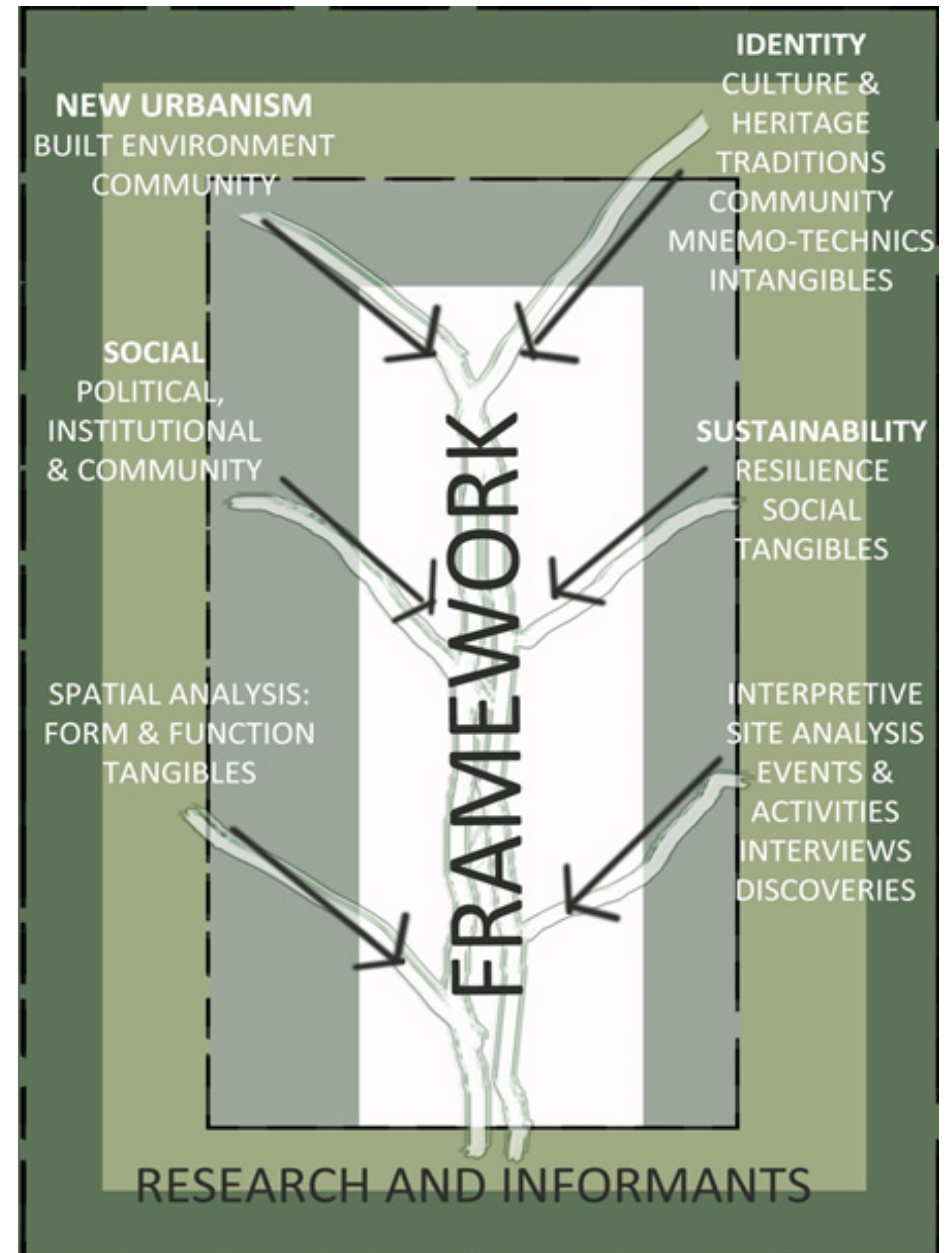 NEW URBANISM
BUILT ENVIRONMENT
COMMUNITY
IDENTITY
CULTURE &
HERITAGE
TRADITIONS
COMMUNITY
MNEMO-TECHNICS
INTANGIBLES
SOCIAL
POLITICAL,
INSTITUTIONAL
& COMMUNITY
SUSTAINABILITY
RESILIENCE
SOCIAL
TANGIBLES
SPATIAL ANALYSIS:
FORM & FUNCTION
TANGIBLES
INTERPRETIVE
SITE ANALYSIS
EVENTS &
ACTIVITIES
INTERVIEWS
DISCOVERIES
FRAMEWORK
RESEARCH AND INFORMANTS